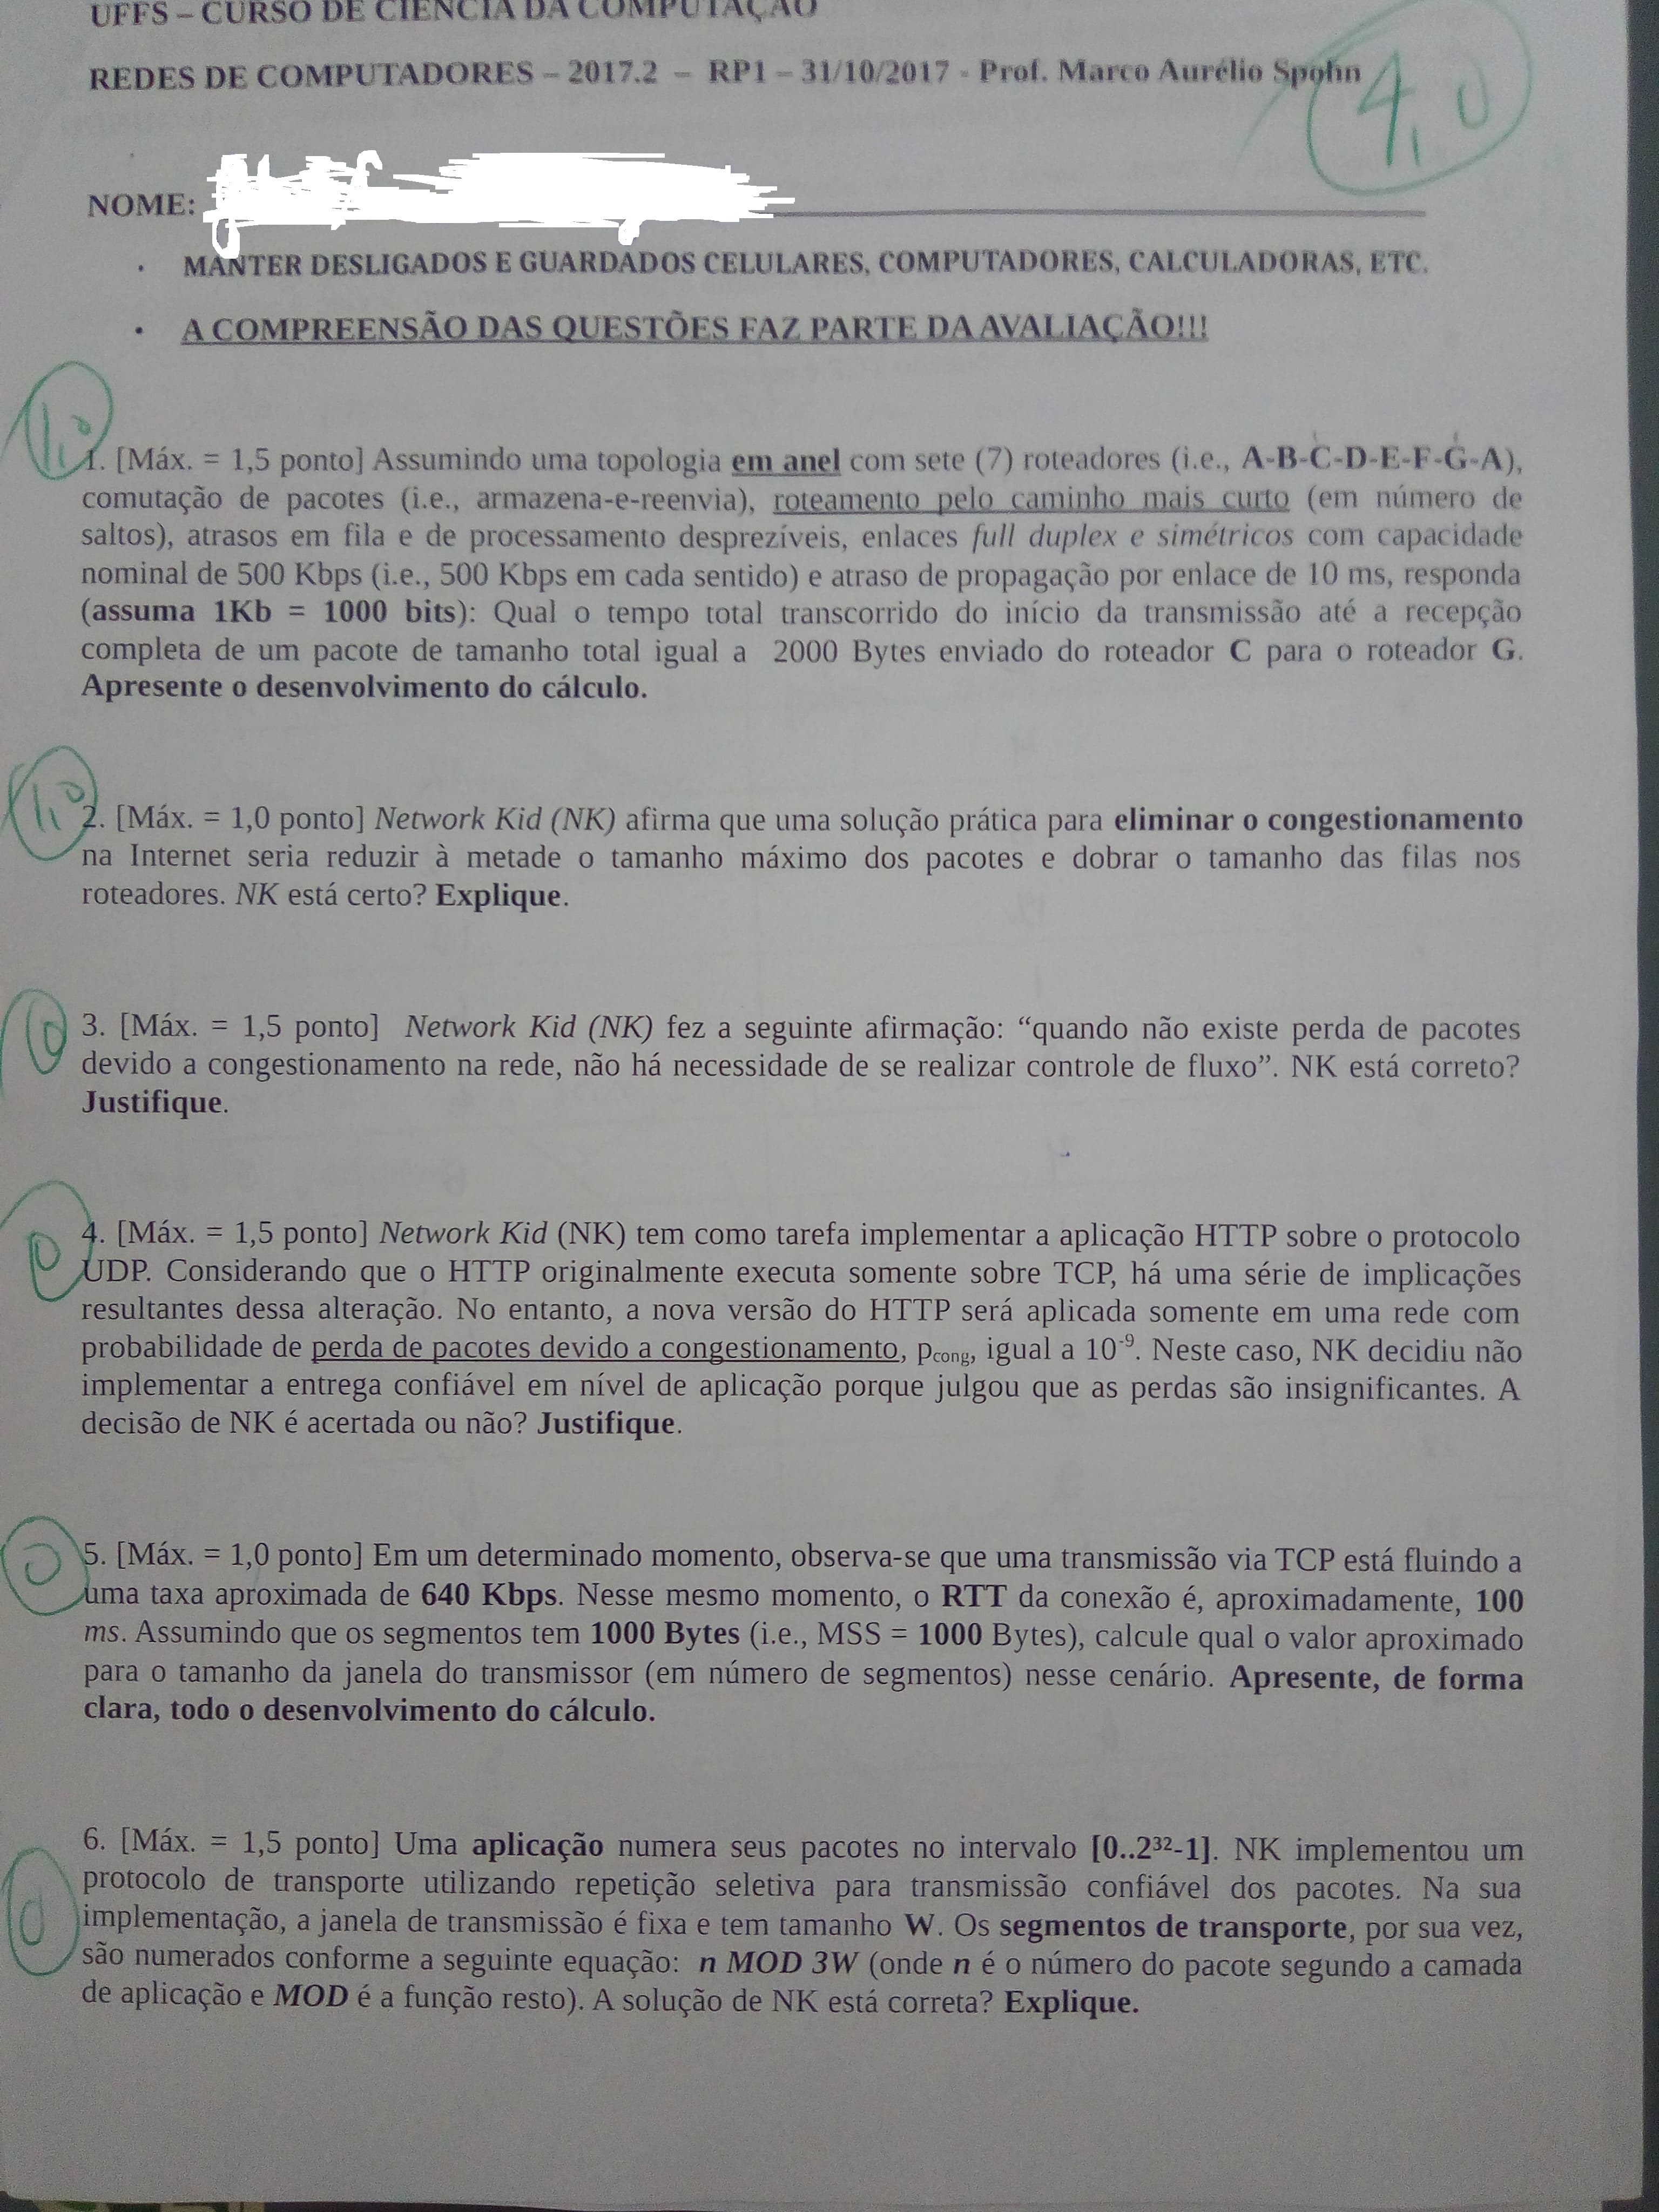 UFFS – CURSO DE CIÊNCIA DA COMPUTAÇÃO
REDES DE COMPUTADORES – 2017.2 – RP1 – 31/10/2017 - Prof. Marco Aurélio Spohn
4,0
NOME:
· MANTER DESLIGADOS E GUARDADOS CELULARES, COMPUTADORES, CALCULADORAS, ETC.
· A COMPREENSÃO DAS QUESTÕES FAZ PARTE DA AVALIAÇÃO!!!
1,0
1. [Máx. = 1,5 ponto] Assumindo uma topologia em anel com sete (7) roteadores (i.e., A-B-C-D-E-F-G-A),
comutação de pacotes (i.e., armazena-e-reenvia), roteamento pelo caminho mais curto (em número de
saltos), atrasos em fila e de processamento desprezíveis, enlaces full duplex e simétricos com capacidade
nominal de 500 Kbps (i.e., 500 Kbps em cada sentido) e atraso de propagação por enlace de 10 ms, responda
(assuma 1Kb = 1000 bits): Qual o tempo total transcorrido do início da transmissão até a recepção
completa de um pacote de tamanho total igual a 2000 Bytes enviado do roteador C para o roteador G.
Apresente o desenvolvimento do cálculo.
1,0
2. [Máx. = 1,0 ponto] Network Kid (NK) afirma que uma solução prática para eliminar o congestionamento
na Internet seria reduzir à metade o tamanho máximo dos pacotes e dobrar o tamanho das filas nos
roteadores. NK está certo? Explique.
0
3. [Máx. = 1,5 ponto] Network Kid (NK) fez a seguinte afirmação: “quando não existe perda de pacotes
devido a congestionamento na rede, não há necessidade de se realizar controle de fluxo”. NK está correto?
Justifique.
0
4. [Máx. = 1,5 ponto] Network Kid (NK) tem como tarefa implementar a aplicação HTTP sobre o protocolo
UDP. Considerando que o HTTP originalmente executa somente sobre TCP, há uma série de implicações
resultantes dessa alteração. No entanto, a nova versão do HTTP será aplicada somente em uma rede com
probabilidade de perda de pacotes devido a congestionamento, pcong, igual a 10⁻⁹. Neste caso, NK decidiu não
implementar a entrega confiável em nível de aplicação porque julgou que as perdas são insignificantes. A
decisão de NK é acertada ou não? Justifique.
0
5. [Máx. = 1,0 ponto] Em um determinado momento, observa-se que uma transmissão via TCP está fluindo a
uma taxa aproximada de 640 Kbps. Nesse mesmo momento, o RTT da conexão é, aproximadamente, 100
ms. Assumindo que os segmentos tem 1000 Bytes (i.e., MSS = 1000 Bytes), calcule qual o valor aproximado
para o tamanho da janela do transmissor (em número de segmentos) nesse cenário. Apresente, de forma
clara, todo o desenvolvimento do cálculo.
0
6. [Máx. = 1,5 ponto] Uma aplicação numera seus pacotes no intervalo [0..2³²-1]. NK implementou um
protocolo de transporte utilizando repetição seletiva para transmissão confiável dos pacotes. Na sua
implementação, a janela de transmissão é fixa e tem tamanho W. Os segmentos de transporte, por sua vez,
são numerados conforme a seguinte equação: n MOD 3W (onde n é o número do pacote segundo a camada
de aplicação e MOD é a função resto). A solução de NK está correta? Explique.